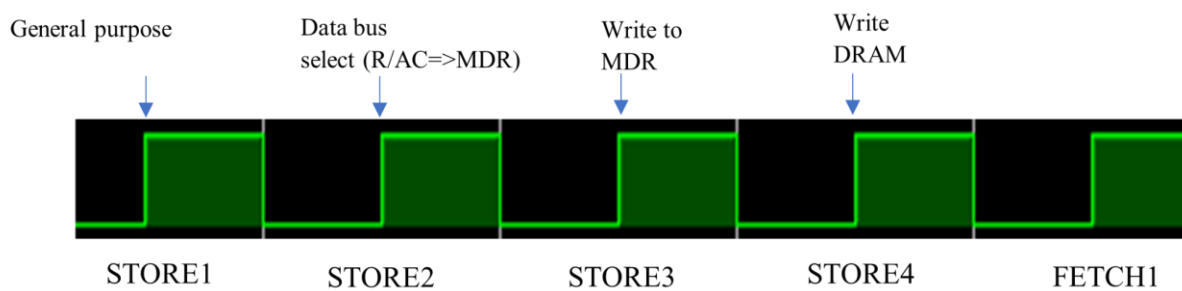 General purpose
Data bus
select (R/AC=>MDR)
Write to
MDR
Write
DRAM
STORE1
STORE2
STORE3
STORE4
FETCH1